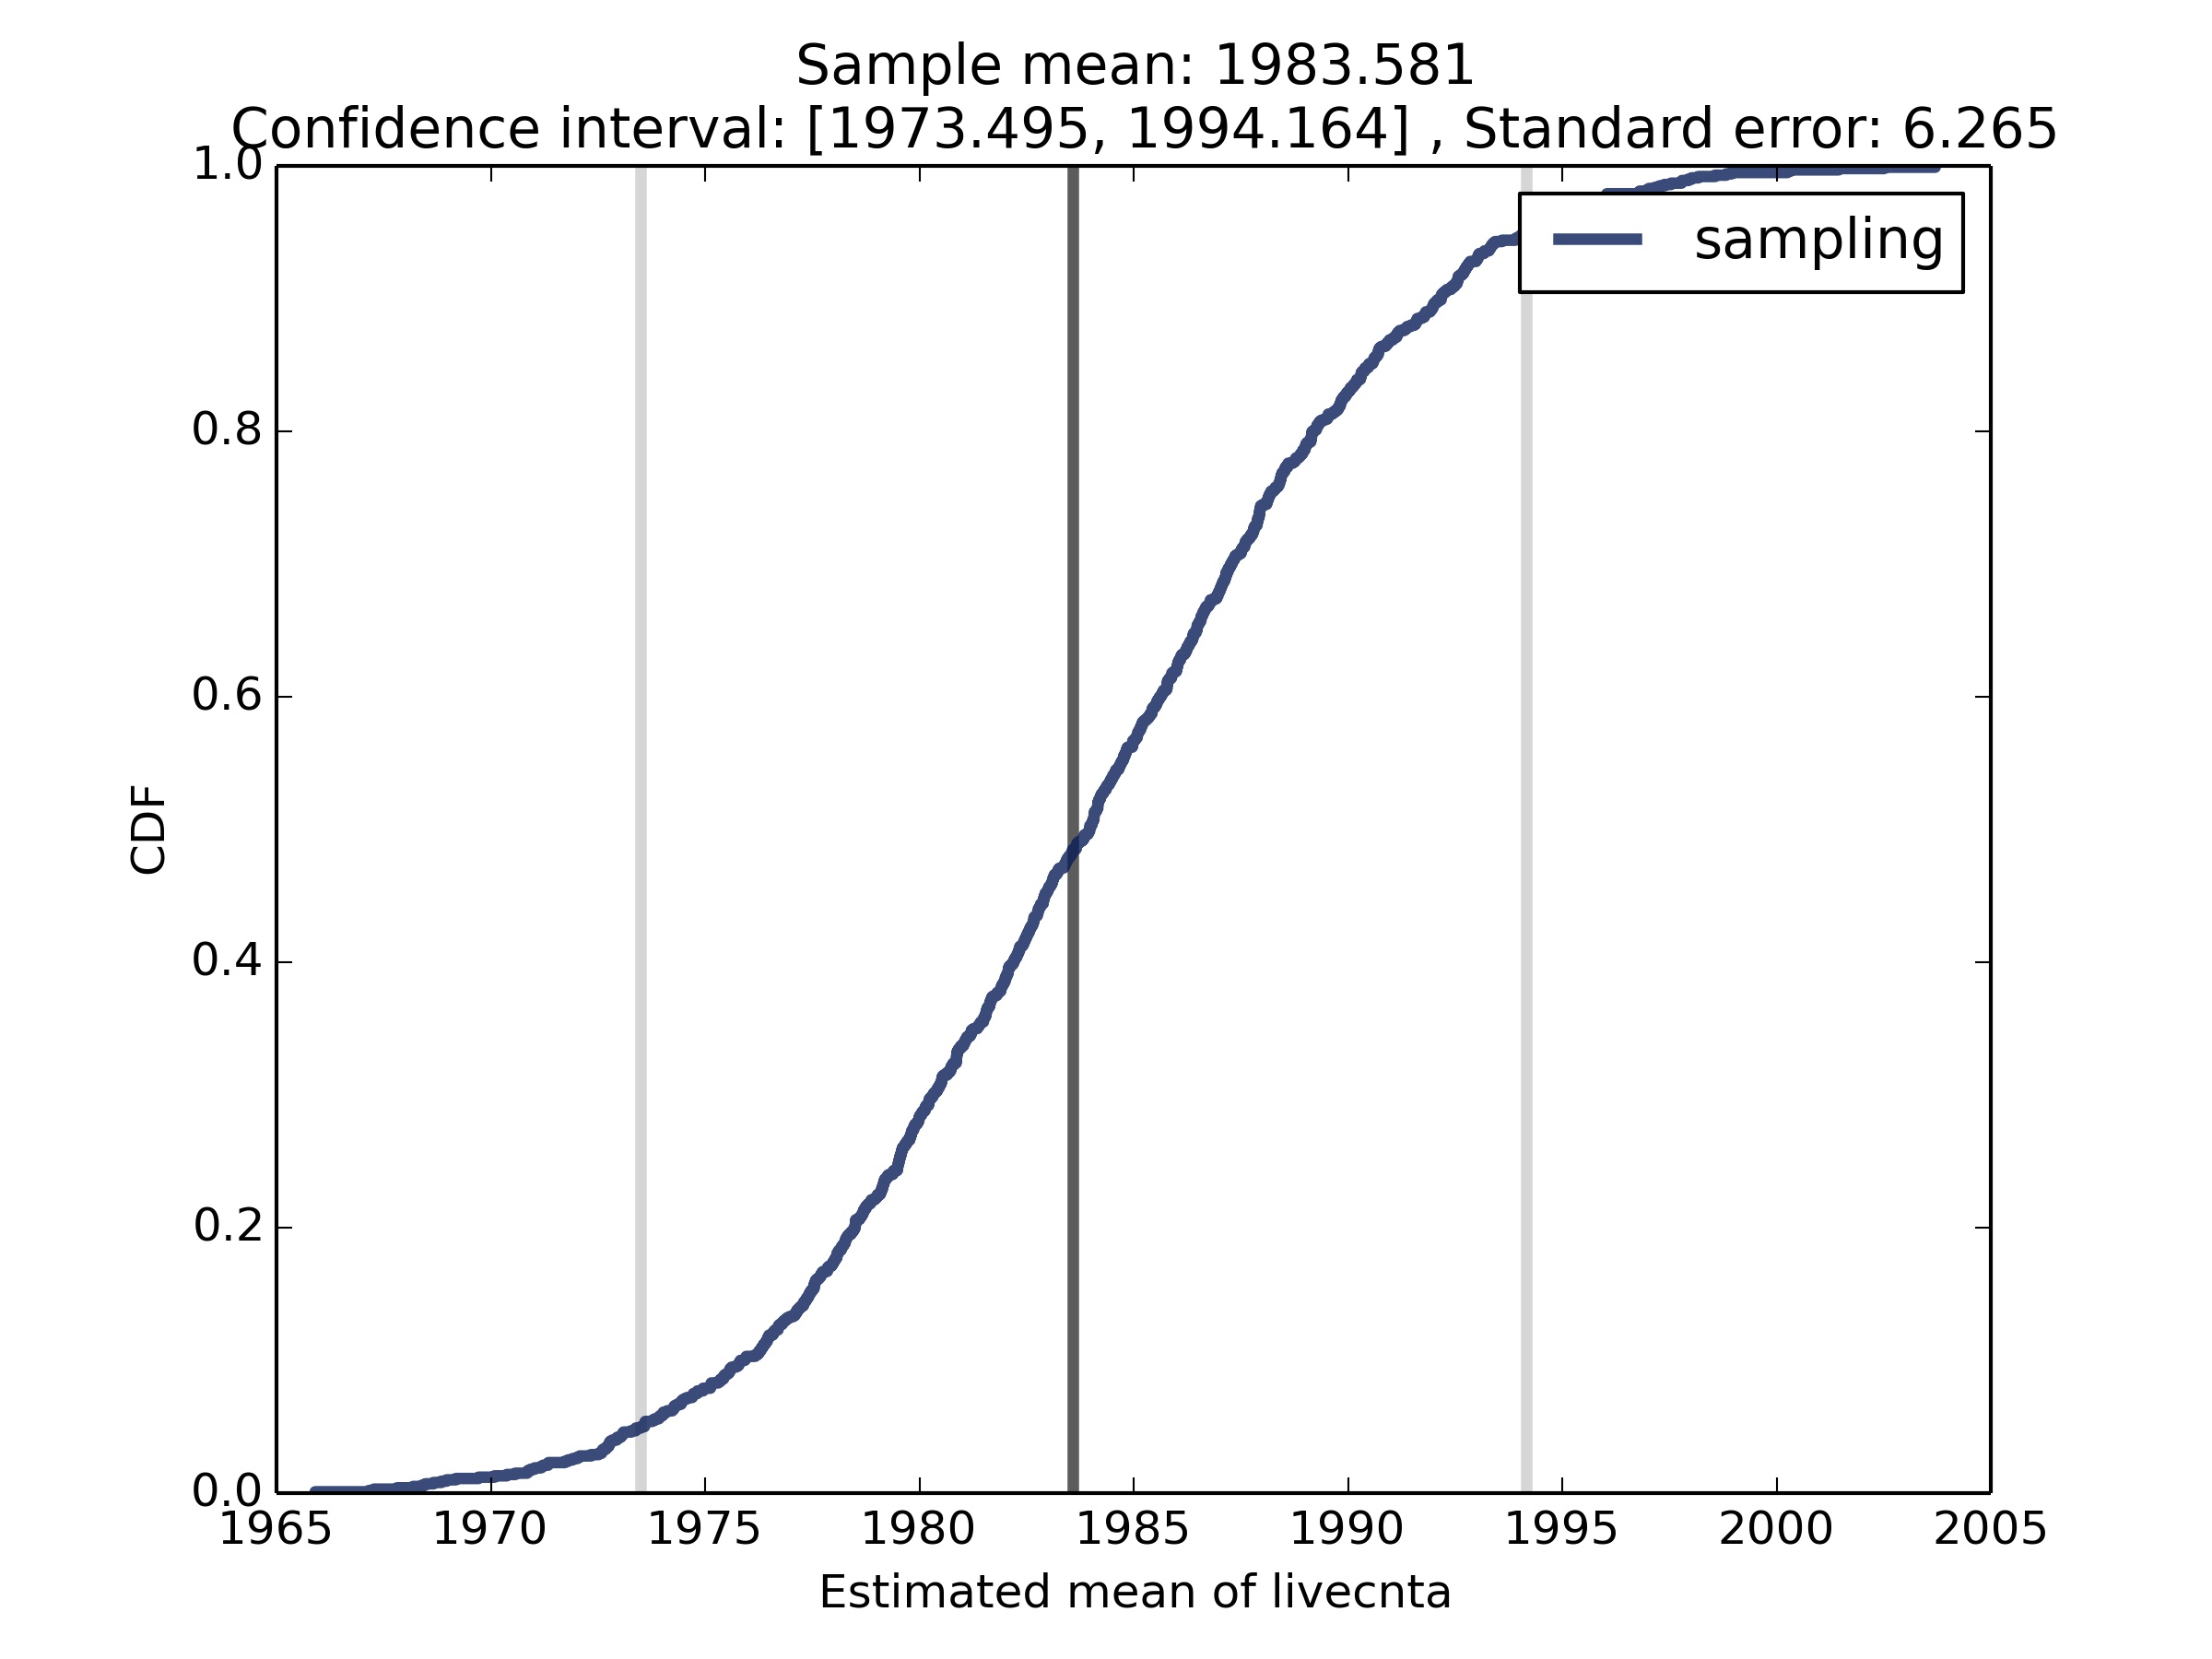 Sample mean: 1983.581
Confidence interval: [1973.495, 1994.164] , Standard error: 6.265
1.0
sampling
0.8
0.6
CDF
0.4
0.2
0.0
1965 1970 1975 1980 1985 1990 1995 2000 2005
Estimated mean of livecnta